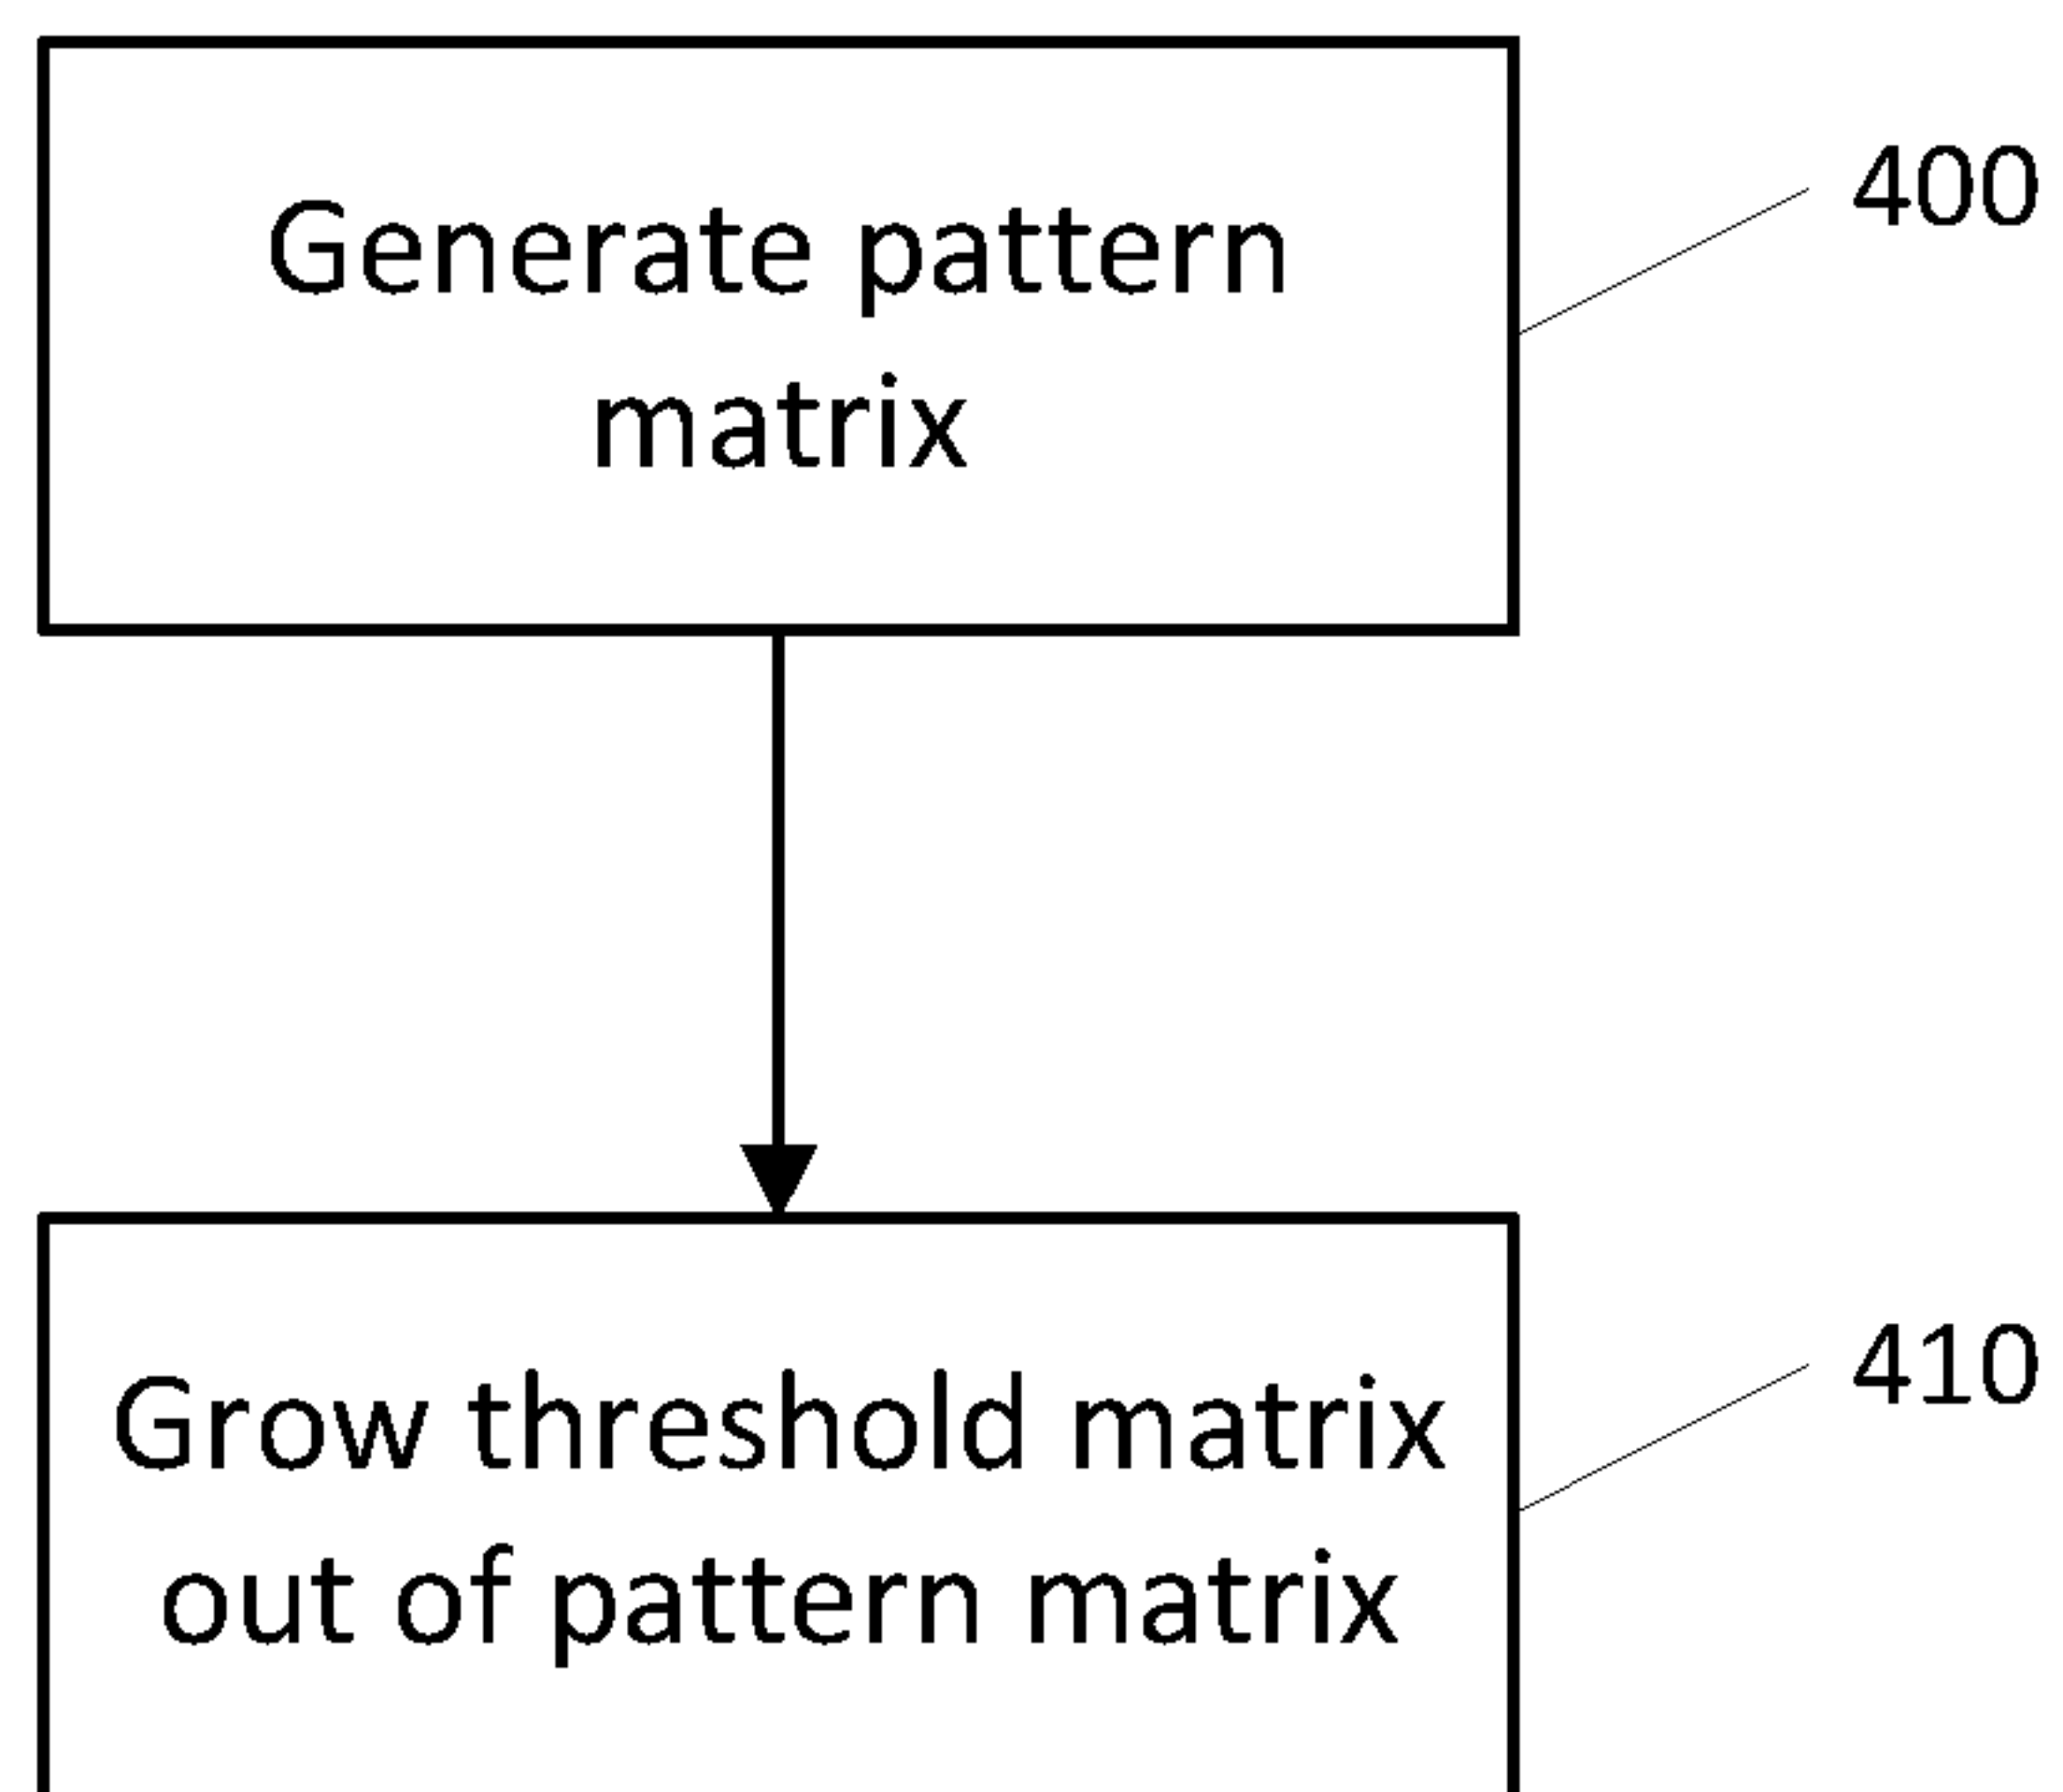 Generate pattern
matrix
400
Grow threshold matrix
out of pattern matrix
410